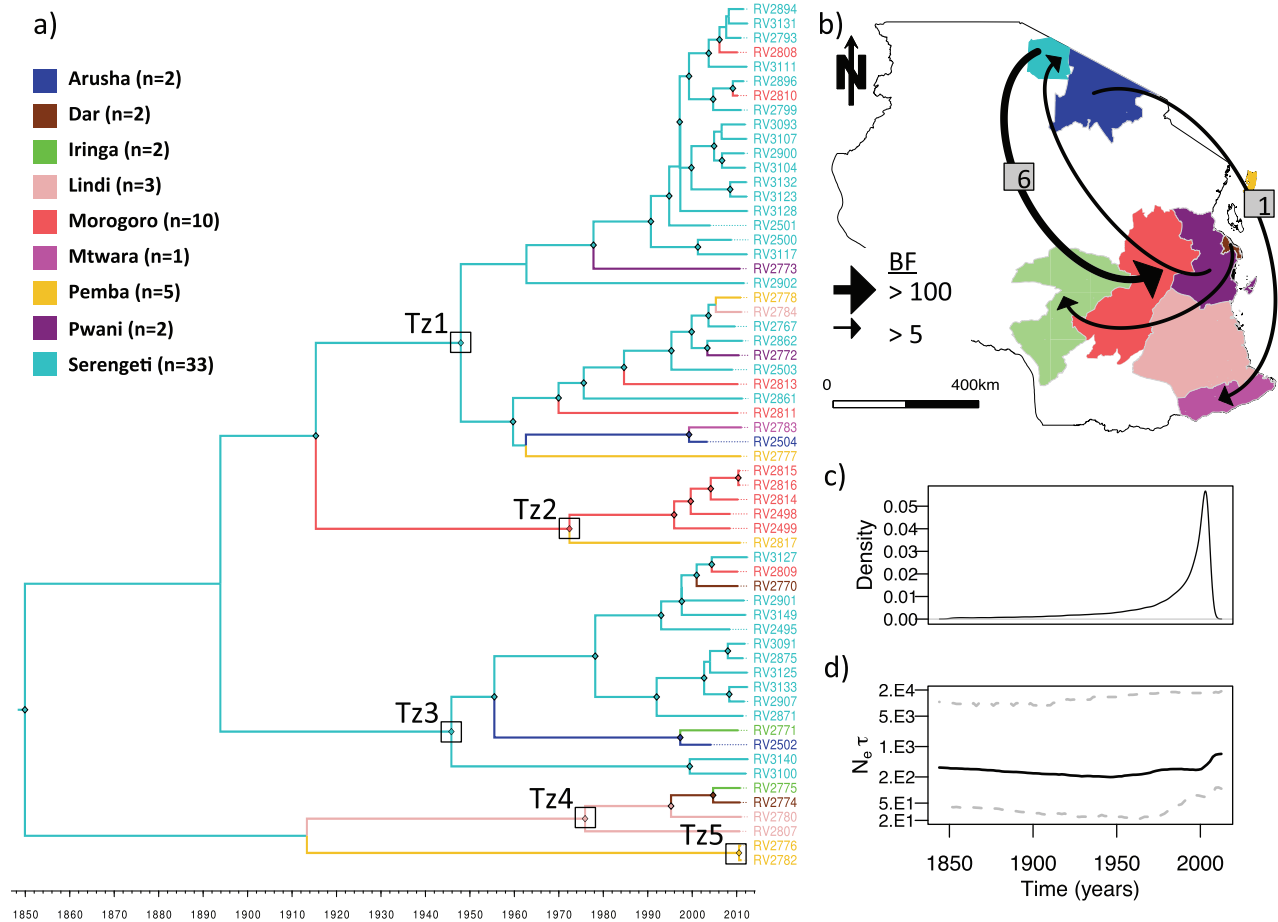 a)
Arusha (n=2)
Dar (n=2)
Iringa (n=2)
Lindi (n=3)
Morogoro (n=10)
Mtwara (n=1)
Pemba (n=5)
Pwani (n=2)
Serengeti (n=33)
Tz1
Tz2
Tz3
Tz4
Tz5
RV2894
RV3131
RV2793
RV2808
RV3111
RV2896
RV2810
RV2799
RV3093
RV3107
RV2900
RV3104
RV3132
RV3123
RV3128
RV2501
RV2500
RV3117
RV2773
RV2902
RV2778
RV2784
RV2767
RV2862
RV2772
RV2503
RV2813
RV2861
RV2811
RV2783
RV2504
RV2777
RV2815
RV2816
RV2814
RV2498
RV2499
RV2817
RV3127
RV2809
RV2770
RV2901
RV3149
RV2495
RV3091
RV2875
RV3125
RV3133
RV2907
RV2871
RV2771
RV2502
RV3140
RV3100
RV2775
RV2774
RV2780
RV2807
RV2776
RV2782
1850 1860 1870 1880 1890 1900 1910 1920 1930 1940 1950 1960 1970 1980 1990 2000 2010
b)
N
6
1
BF
> 100
> 5
0 400km
c)
Density
0.05
0.04
0.03
0.02
0.01
0.00
d)
Ne τ
2.E4
5.E3
1.E3
2.E2
5.E1
2.E1
1850 1900 1950 2000
Time (years)